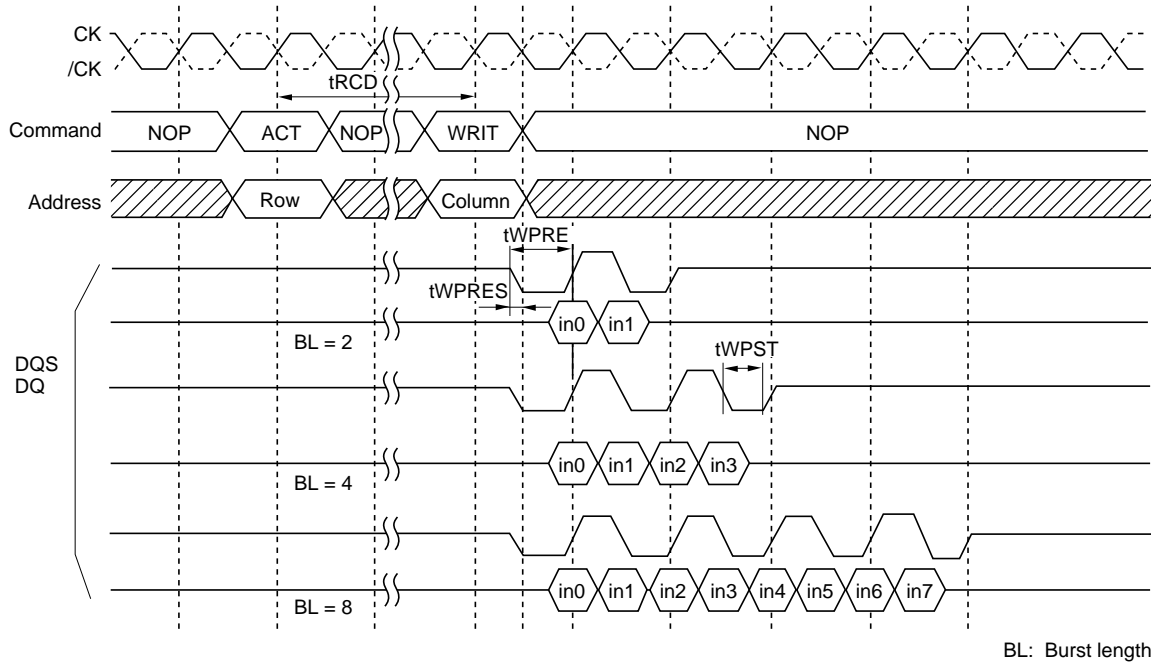 CK
/CK
tRCD
Command NOP ACT NOP WRIT NOP
Address Row Column
tWPRE
tWPRES
in0 in1
BL = 2
tWPST
DQS
DQ
in0 in1 in2 in3
BL = 4
in0 in1 in2 in3 in4 in5 in6 in7
BL = 8
BL: Burst length